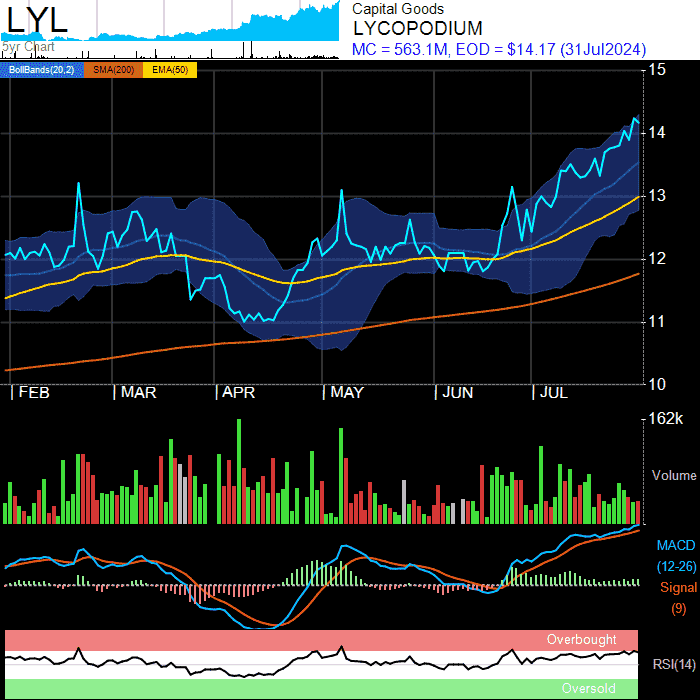 LYL
5yr Chart
Capital Goods
LYCOPODIUM
MC = 563.1M, EOD = $14.17 (31Jul2024)
BollBands(20,2) SMA(200) EMA(50)
15
14
13
12
11
10
FEB MAR APR MAY JUN JUL
162k
Volume
MACD
(12-26)
Signal
(9)
Overbought
RSI(14)
Oversold